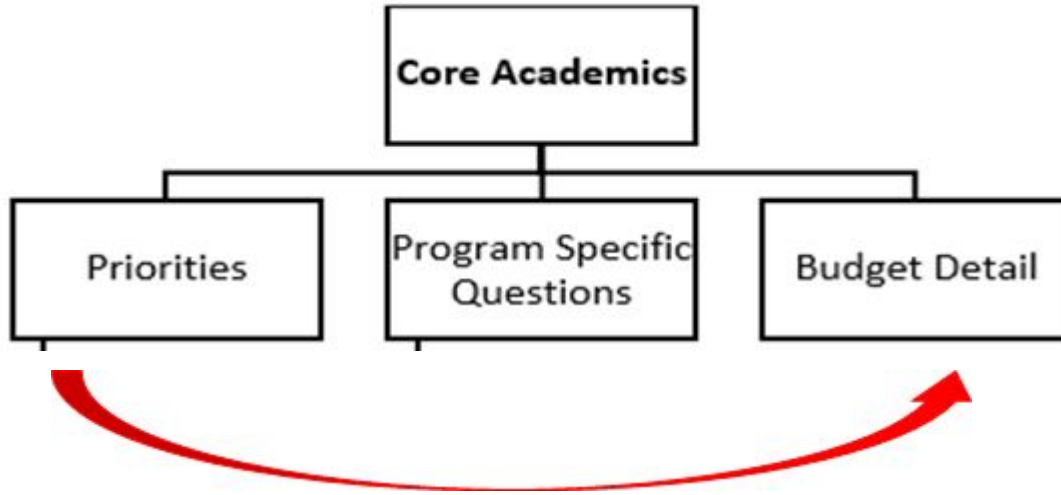 Core Academics
Priorities
Program Specific
Questions
Budget Detail